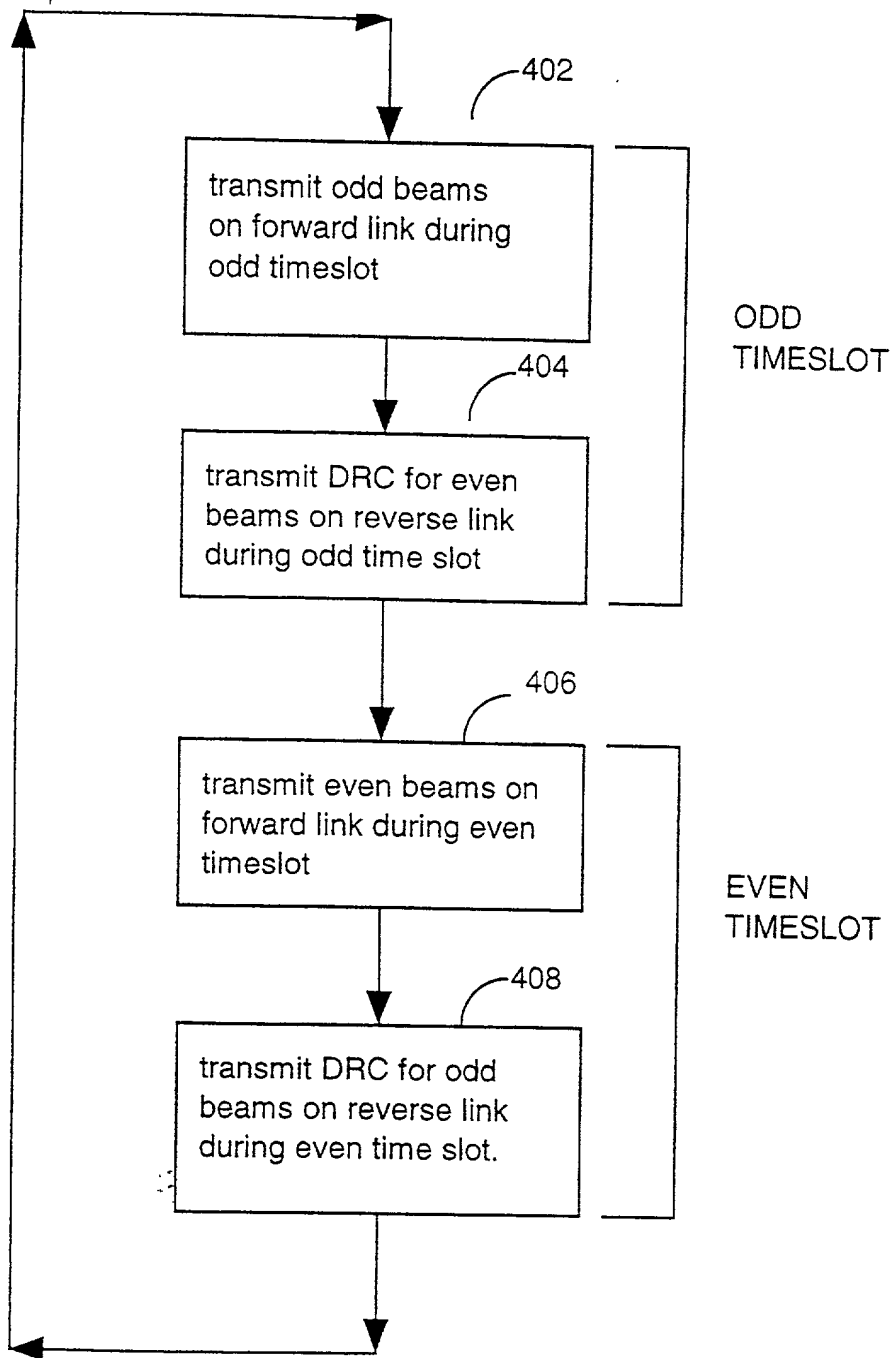 402
transmit odd beams
on forward link during
odd timeslot
ODD
TIMESLOT
404
transmit DRC for even
beams on reverse link
during odd time slot
406
transmit even beams on
forward link during even
timeslot
EVEN
TIMESLOT
408
transmit DRC for odd
beams on reverse link
during even time slot.